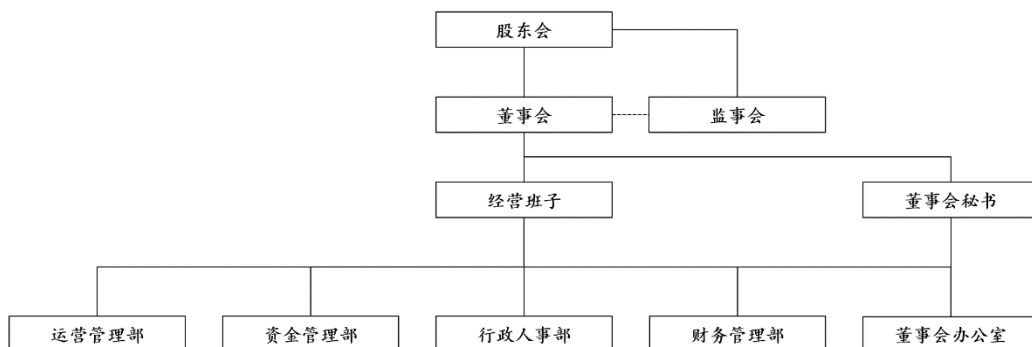 股东会
董事会
监事会
经营班子
董事会秘书
运营管理部
资金管理部
行政人事部
财务管理部
董事会办公室